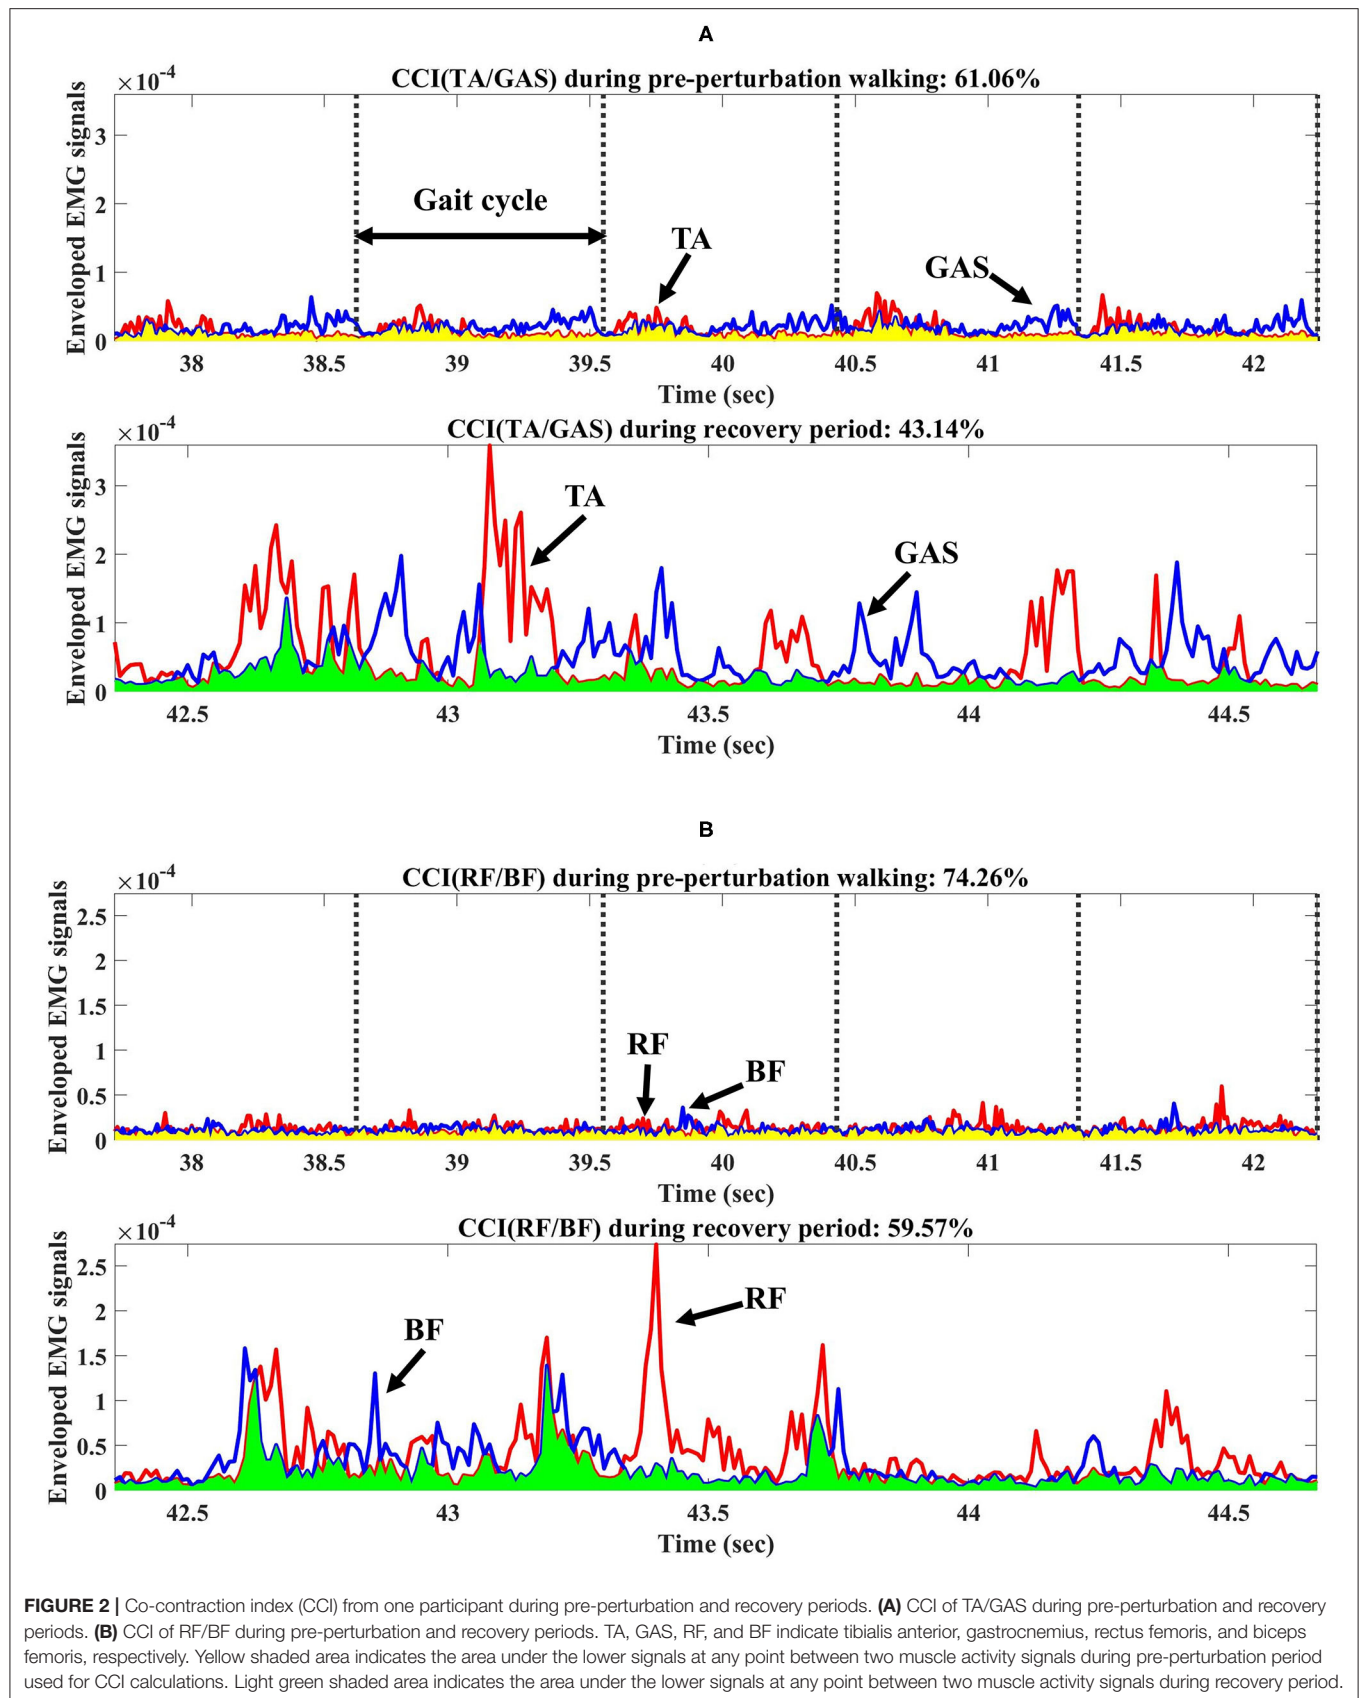 A
×10-4
CCI(TA/GAS) during pre-perturbation walking: 61.06%
Enveloped EMG signals
3
2
1
0
Gait cycle
TA
GAS
38 38.5 39 39.5 40 40.5 41 41.5 42
Time (sec)
×10-4
CCI(TA/GAS) during recovery period: 43.14%
Enveloped EMG signals
3
2
1
0
TA
GAS
42.5 43 43.5 44 44.5
Time (sec)
B
×10-4
CCI(RF/BF) during pre-perturbation walking: 74.26%
Enveloped EMG signals
2.5
2
1.5
1
0.5
0
RF
BF
38 38.5 39 39.5 40 40.5 41 41.5 42
Time (sec)
×10-4
CCI(RF/BF) during recovery period: 59.57%
Enveloped EMG signals
2.5
2
1.5
1
0.5
0
BF
RF
42.5 43 43.5 44 44.5
Time (sec)
FIGURE 2 | Co-contraction index (CCI) from one participant during pre-perturbation and recovery periods. (A) CCI of TA/GAS during pre-perturbation and recovery
periods. (B) CCI of RF/BF during pre-perturbation and recovery periods. TA, GAS, RF, and BF indicate tibialis anterior, gastrocnemius, rectus femoris, and biceps
femoris, respectively. Yellow shaded area indicates the area under the lower signals at any point between two muscle activity signals during pre-perturbation period
used for CCI calculations. Light green shaded area indicates the area under the lower signals at any point between two muscle activity signals during recovery period.